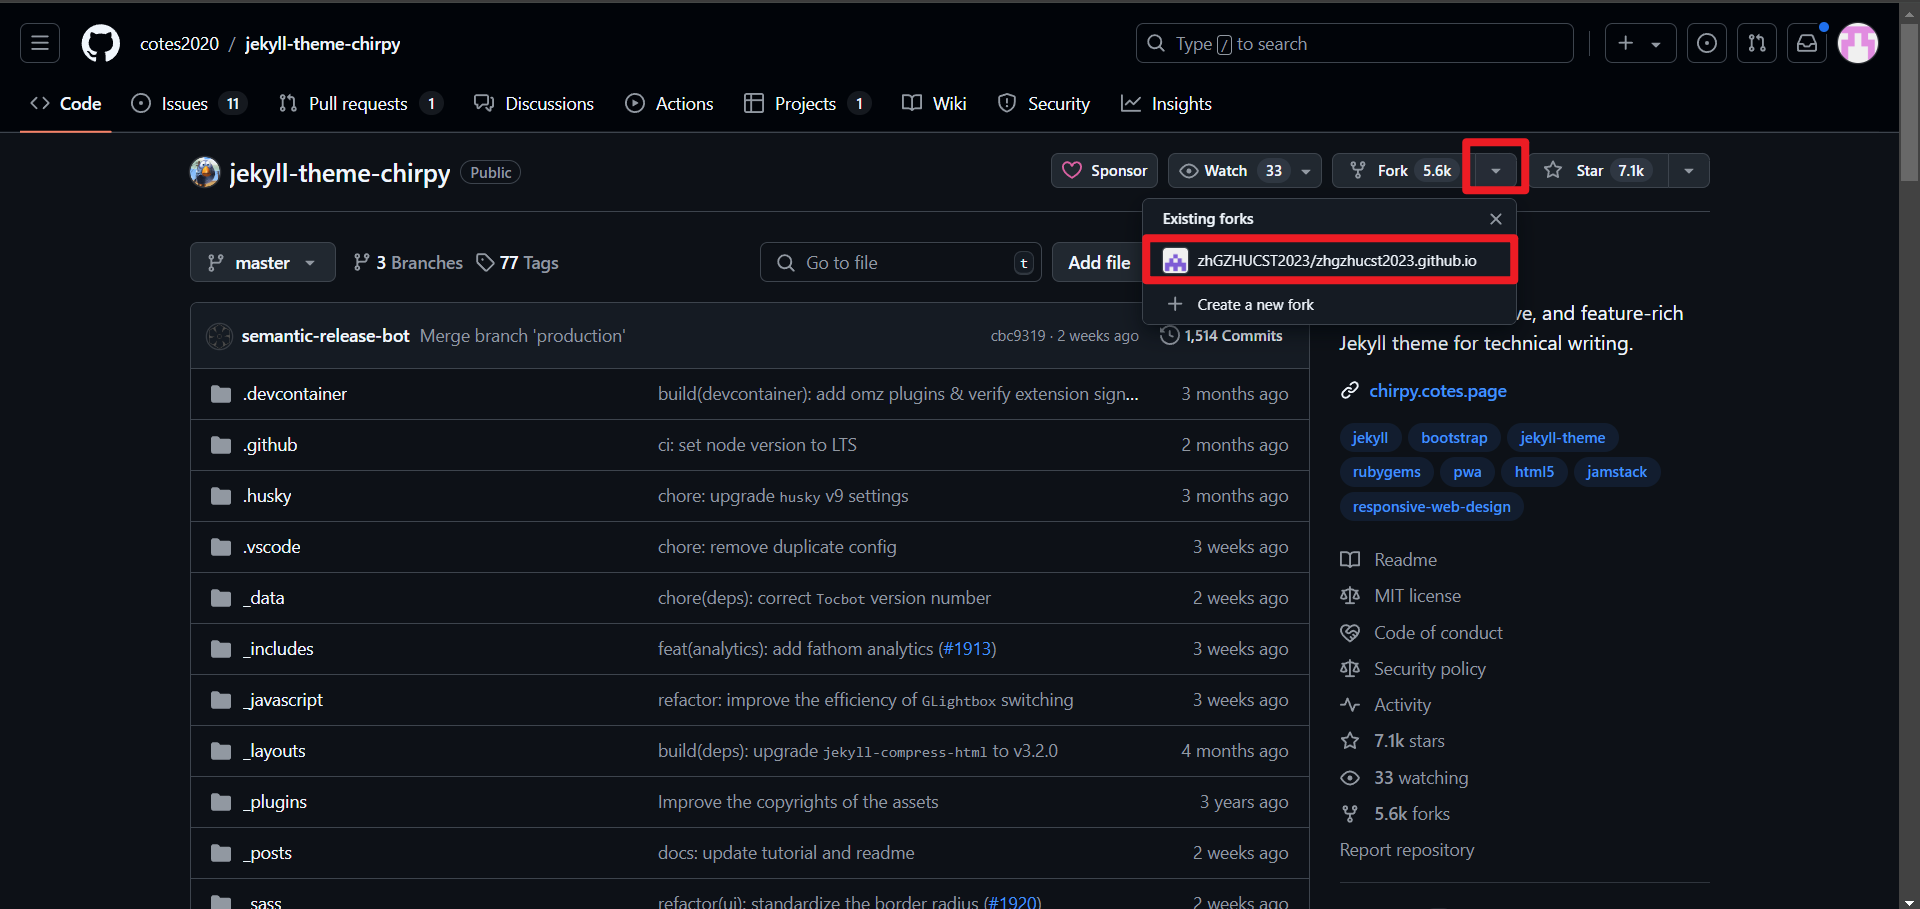 cotes2020 / jekyll-theme-chirpy
Type / to search
Code
Issues 11
Pull requests 1
Discussions
Actions
Projects 1
Wiki
Security
Insights
jekyll-theme-chirpy Public
Sponsor
Watch 33
Fork 5.6k
Star 7.1k
Existing forks
zhGZHUCST2023/zhgzhucst2023.github.io
Create a new fork
master
3 Branches
77 Tags
Go to file t
Add file
semantic-release-bot Merge branch 'production' cbc9319 · 2 weeks ago 1,514 Commits
.devcontainer build(devcontainer): add omz plugins & verify extension sign... 3 months ago
.github ci: set node version to LTS 2 months ago
.husky chore: upgrade husky v9 settings 3 months ago
.vscode chore: remove duplicate config 3 weeks ago
_data chore(deps): correct Tocbot version number 2 weeks ago
_includes feat(analytics): add fathom analytics (#1913) 3 weeks ago
_javascript refactor: improve the efficiency of GLightbox switching 3 weeks ago
_layouts build(deps): upgrade jekyll-compress-html to v3.2.0 4 months ago
_plugins Improve the copyrights of the assets 3 years ago
_posts docs: update tutorial and readme 2 weeks ago
_sass refactor(ui): standardize the border radius (#1920) 2 weeks ago
ve, and feature-rich
Jekyll theme for technical writing.
chirpy.cotes.page
jekyll bootstrap jekyll-theme
rubygems pwa html5 jamstack
responsive-web-design
Readme
MIT license
Code of conduct
Security policy
Activity
7.1k stars
33 watching
5.6k forks
Report repository